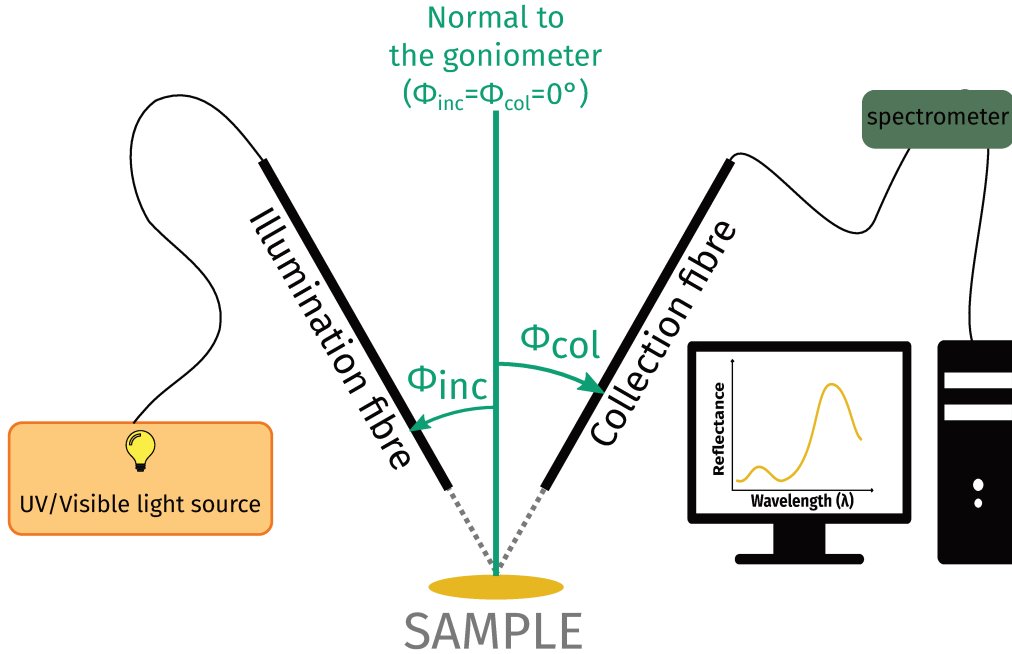 Normal to
the goniometer
(Φinc=Φcol=0°)
spectrometer
Illumination fibre
Collection fibre
Φcol
Φinc
Reflectance
Wavelength (λ)
UV/Visible light source
SAMPLE